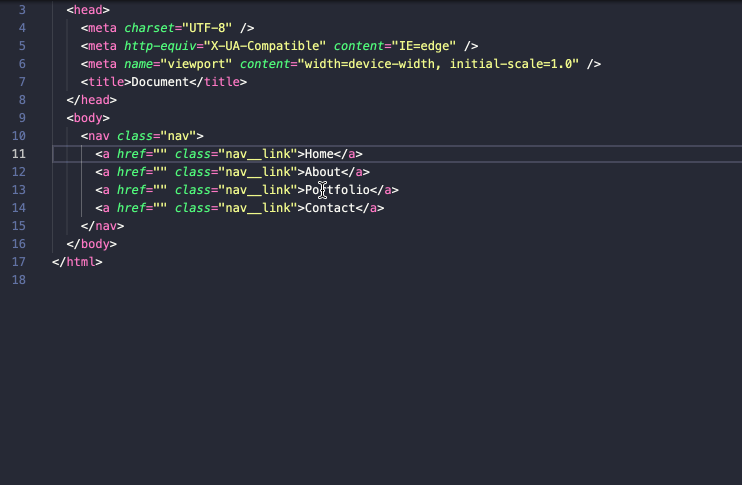 3 <head>
4 <meta charset="UTF-8" />
5 <meta http-equiv="X-UA-Compatible" content="IE=edge" />
6 <meta name="viewport" content="width=device-width, initial-scale=1.0" />
7 <title>Document</title>
8 </head>
9 <body>
10 <nav class="nav">
11 <a href="" class="nav__link">Home</a>
12 <a href="" class="nav__link">About</a>
13 <a href="" class="nav__link">Portfolio</a>
14 <a href="" class="nav__link">Contact</a>
15 </nav>
16 </body>
17 </html>
18